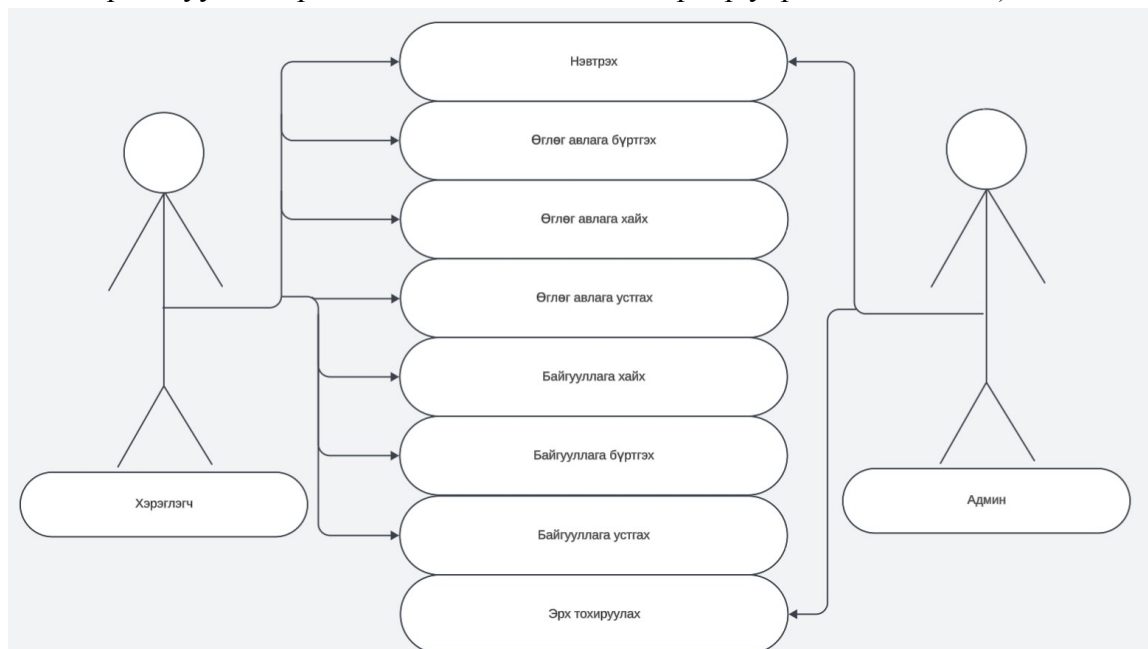 Нэвтрэх
Өглөг авлага бүртгэх
Өглөг авлага хайх
Өглөг авлага устгах
Байгууллага хайх
Байгууллага бүртгэх
Байгууллага устгах
Эрх тохируулах
Хэрэглэгч
Админ